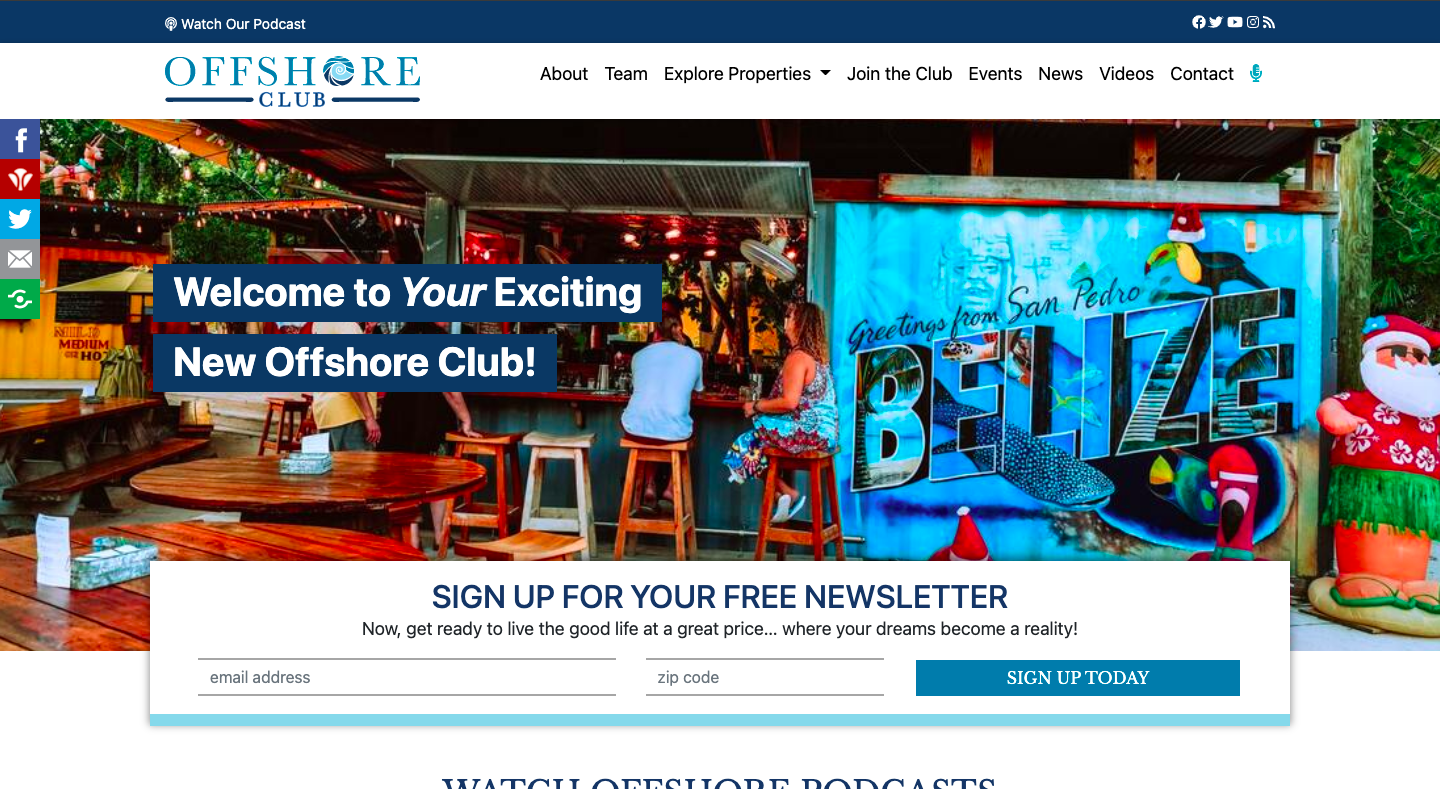 Watch Our Podcast
OFFSHORE
CLUB
About Team Explore Properties Join the Club Events News Videos Contact
Welcome to Your Exciting
New Offshore Club!
MILD
MEDIUM
HOT
Greetings from San Pedro
BELIZE
SIGN UP FOR YOUR FREE NEWSLETTER
Now, get ready to live the good life at a great price... where your dreams become a reality!
email address zip code SIGN UP TODAY
WATCH OFFSHORE PODCASTS